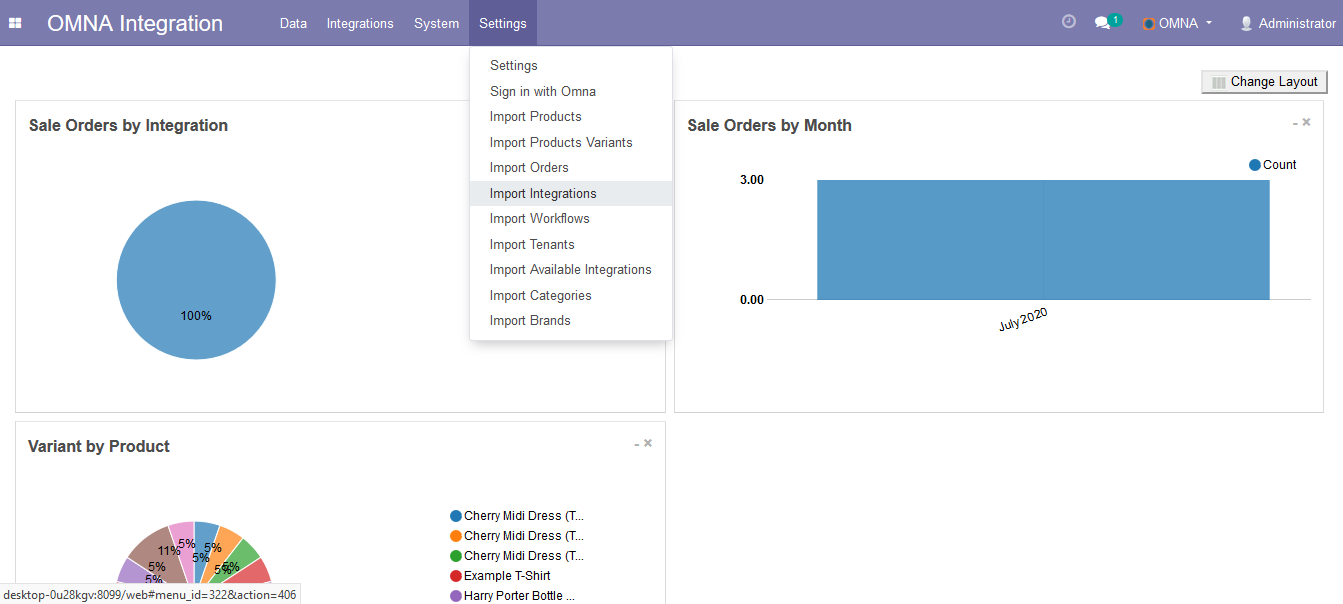 OMNA Integration Data Integrations System Settings 1 OMNA Administrator
Settings
Sign in with Omna
Import Products
Import Products Variants
Import Orders
Import Integrations
Import Workflows
Import Tenants
Import Available Integrations
Import Categories
Import Brands
Change Layout
Sale Orders by Integration
100%
Sale Orders by Month
Count
3.00
0.00
July 2020
Variant by Product
5%
5%
5%
5%
5%
11%
5%
5%
Cherry Midi Dress (T...
Cherry Midi Dress (T...
Cherry Midi Dress (T...
Example T-Shirt
Harry Porter Bottle ...
desktop-0u28kgv:8099/web#menu_id=322&action=406